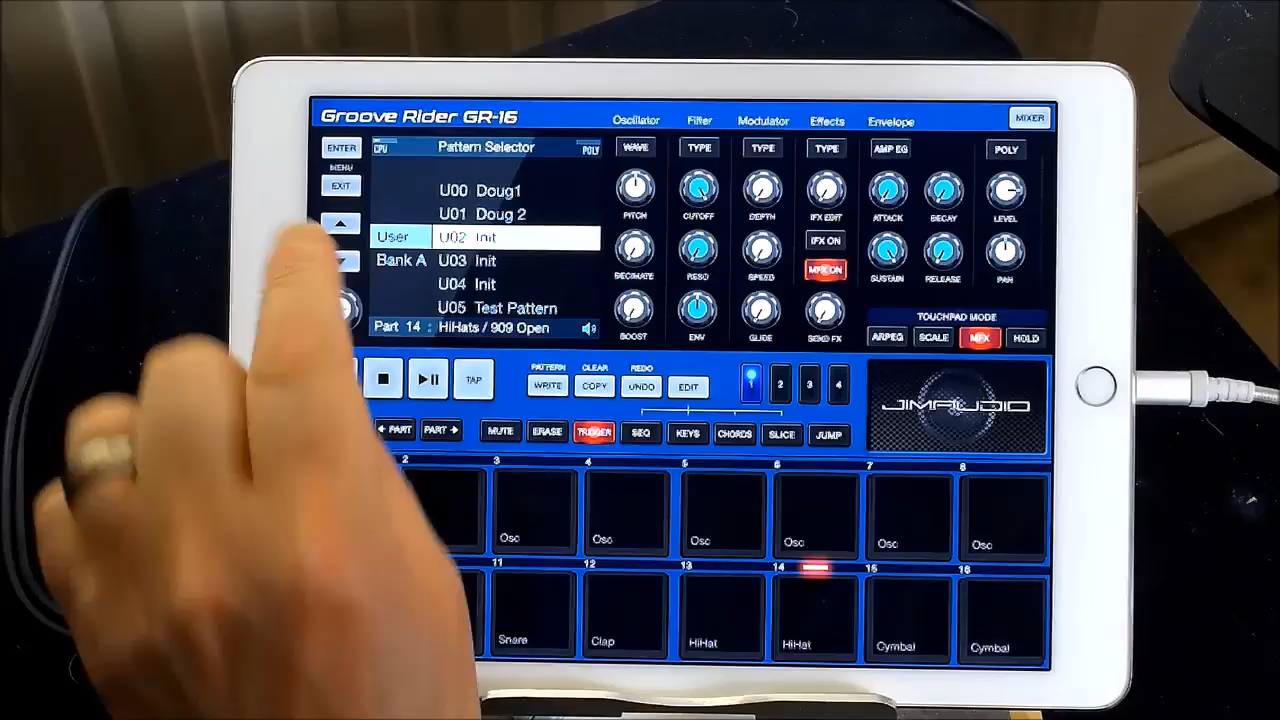 Groove Rider GR-16
Oscillator Filter Modulator Effects Envelope MIXER
ENTER CPU Pattern Selector POLY WAVE TYPE TYPE TYPE AMP EG POLY
MENU
EXIT
U00 Doug1
U01 Doug 2
PITCH CUTOFF DEPTH IFX EDIT ATTACK DECAY LEVEL
User U02 Init
IFX ON
Bank A U03 Init
MFX ON
DECIMATE RESO SPEED SUSTAIN RELEASE PAN
U04 Init
U05 Test Pattern
Part 14 : HiHats / 909 Open
BOOST ENV GLIDE SEND FX
TOUCHPAD MODE
ARPEG SCALE MFX HOLD
PATTERN CLEAR REDO
TAP WRITE COPY UNDO EDIT 1 2 3 4
JIMAUDIO
PART PART MUTE ERASE TRIGGER SEQ KEYS CHORDS SLICE JUMP
2 3 4 5 6 7 8
Osc Osc Osc Osc Osc Osc
11 12 13 14 15 16
Snare Clap HiHat HiHat Cymbal Cymbal